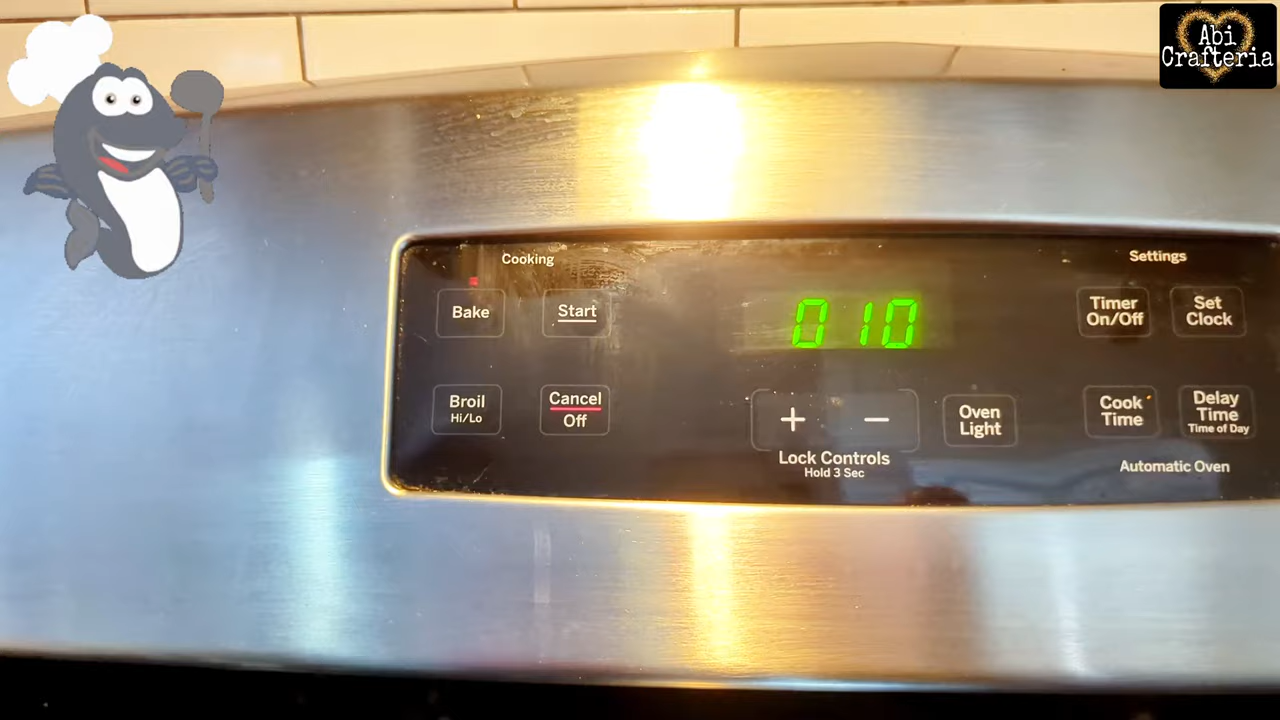 Abi
Crafteria
Cooking
Settings
Bake
Start
010
Timer
On/Off
Set
Clock
Broil
Hi/Lo
Cancel
Off
+
−
Oven
Light
Cook
Time
Delay
Time
Time of Day
Lock Controls
Hold 3 Sec
Automatic Oven